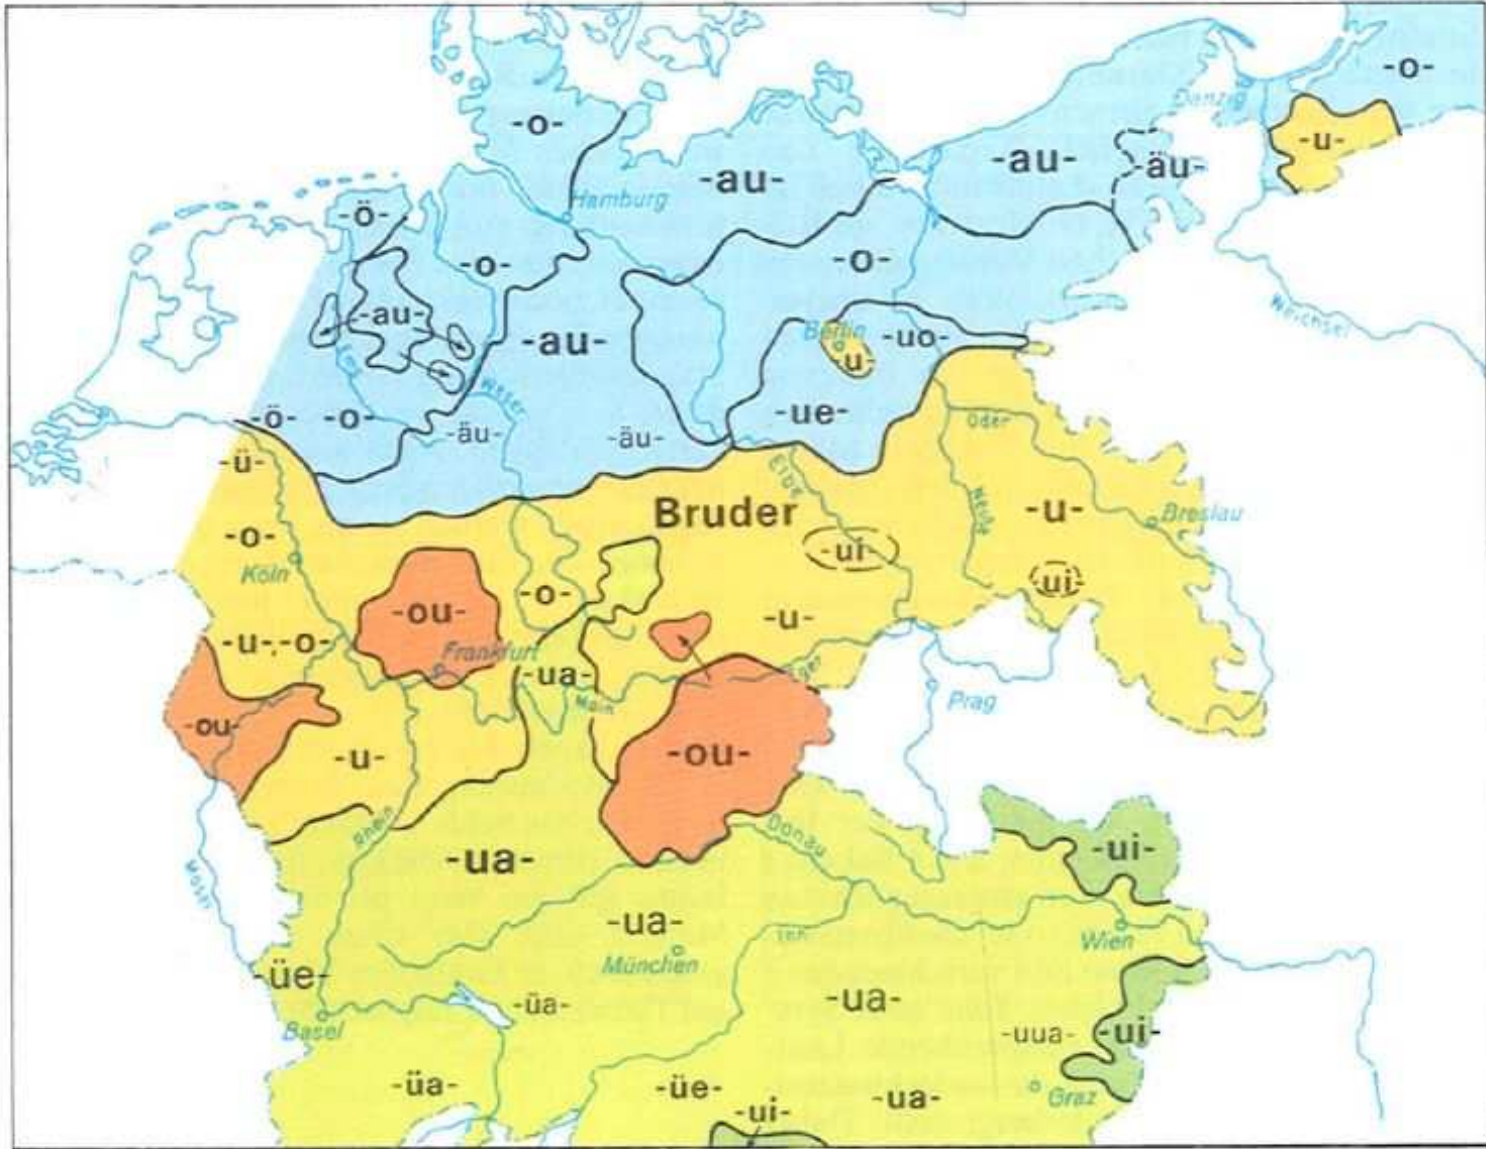 -o-
-o-
Danzig
-u-
-au-
-au-
-äu-
Hamburg
-ö-
-o-
-o-
-au-
-au-
Berlin
-uo-
-u-
Weichsel
Weser
-ö-
-o-
-äu-
-äu-
-ue-
Oder
-ü-
Elbe
Bruder
Neiße
-u-
Breslau
-o-
Köln
-ui-
-ui-
-ou-
-o-
-u-
-u-,-o-
Frankfurt
-ua-
Eger
Main
Prag
-ou-
-u-
-ou-
Rhein
Donau
-ua-
-ui-
Mosel
-ua-
München
Inn
Wien
-üe-
-üa-
-ua-
Basel
-uua-
-ui-
-üa-
-üe-
-ua-
Graz
-ui-